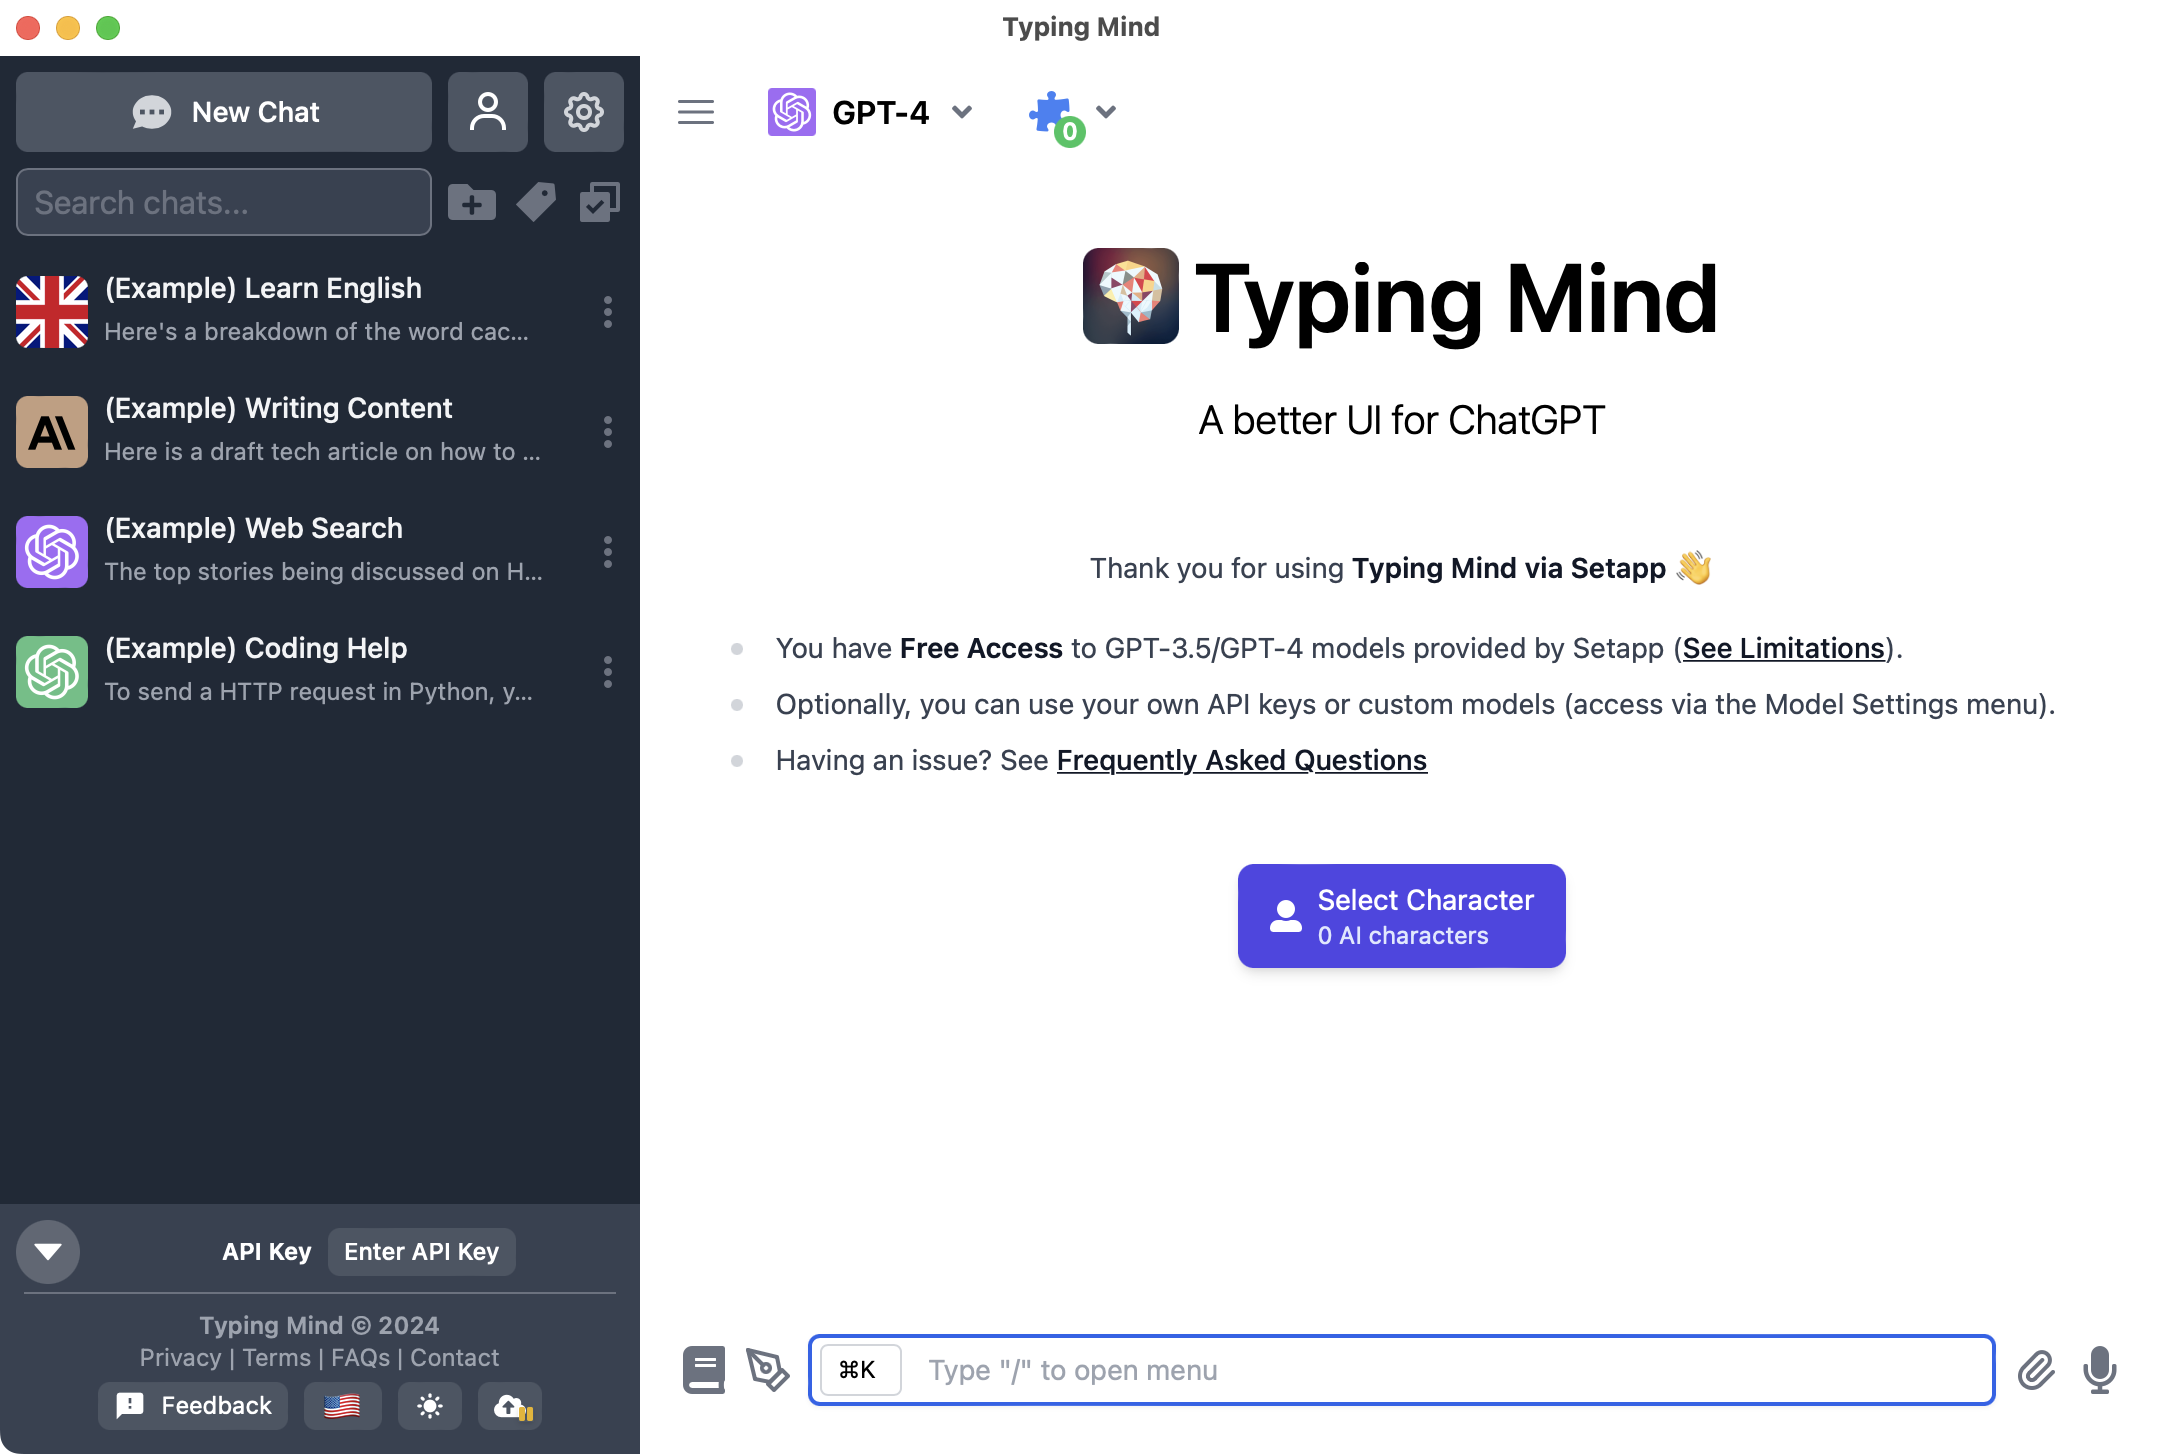 Typing Mind
New Chat
Search chats...
(Example) Learn English
Here's a breakdown of the word cac...
(Example) Writing Content
Here is a draft tech article on how to ...
(Example) Web Search
The top stories being discussed on H...
(Example) Coding Help
To send a HTTP request in Python, y...
API Key
Enter API Key
Typing Mind © 2024
Privacy | Terms | FAQs | Contact
Feedback
GPT-4
0
Typing Mind
A better UI for ChatGPT
Thank you for using Typing Mind via Setapp 👋
You have Free Access to GPT-3.5/GPT-4 models provided by Setapp (See Limitations).
Optionally, you can use your own API keys or custom models (access via the Model Settings menu).
Having an issue? See Frequently Asked Questions
Select Character
0 AI characters
⌘K
Type "/" to open menu